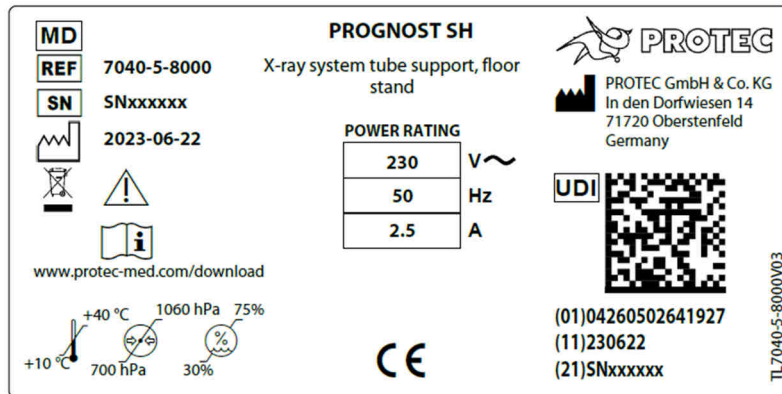 MD
REF 7040-5-8000
SN SNxxxxxx
2023-06-22
www.protec-med.com/download
+40 °C
+10 °C
1060 hPa
700 hPa
75%
%
30%
PROGNOST SH
X-ray system tube support, floor
stand
POWER RATING
230 V
50 Hz
2.5 A
CE
PROTEC
PROTEC GmbH & Co. KG
In den Dorfwiesen 14
71720 Oberstenfeld
Germany
UDI
(01)04260502641927
(11)230622
(21)SNxxxxxx
TL7040-5-8000V03